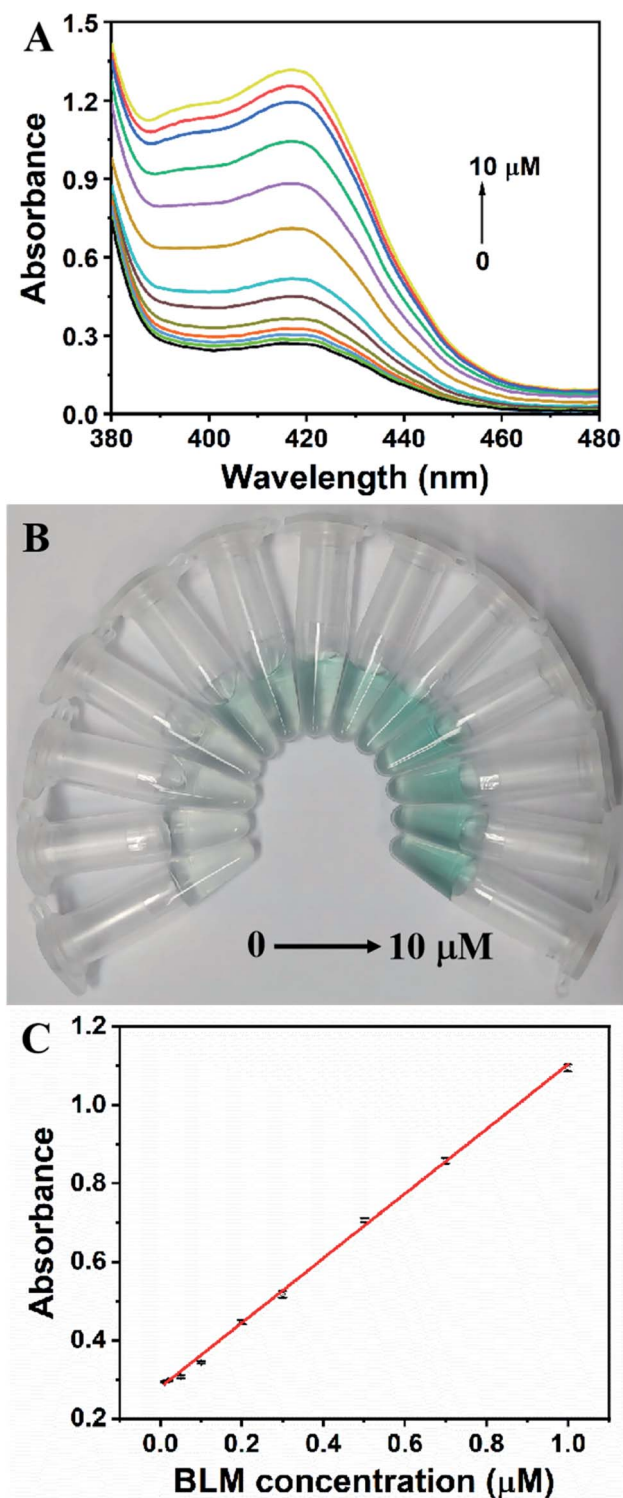 A
1.5
1.2
0.9
0.6
0.3
0.0
Absorbance
10 μM
0
380 400 420 440 460 480
Wavelength (nm)
B
0 10 μM
C
1.2
1.0
0.8
0.6
0.4
0.2
Absorbance
0.0 0.2 0.4 0.6 0.8 1.0
BLM concentration (μM)